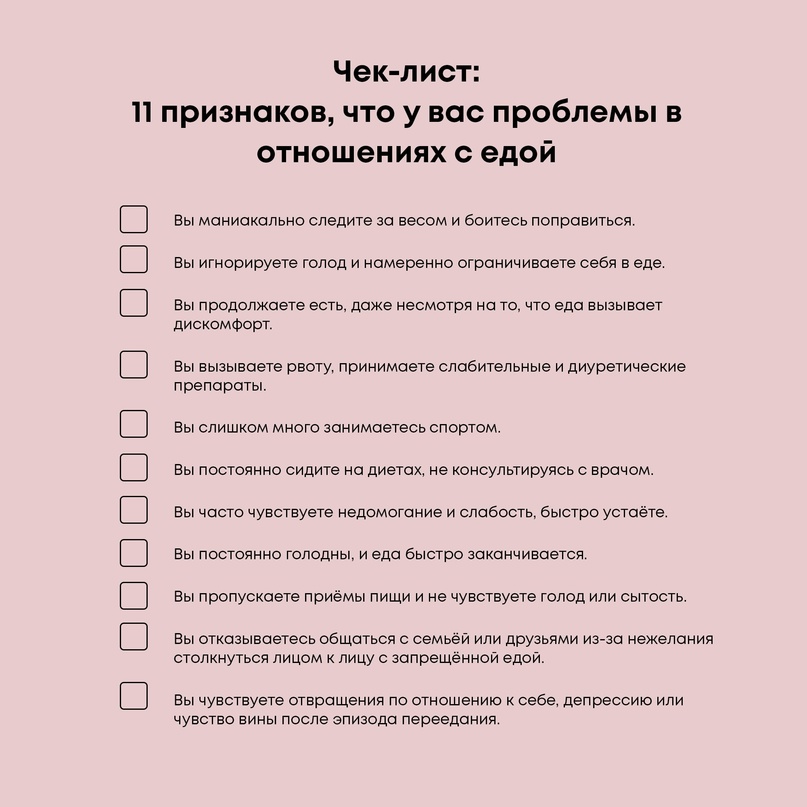 Чек-лист:
11 признаков, что у вас проблемы в
отношениях с едой
Вы маниакально следите за весом и боитесь поправиться.
Вы игнорируете голод и намеренно ограничиваете себя в еде.
Вы продолжаете есть, даже несмотря на то, что еда вызывает
дискомфорт.
Вы вызываете рвоту, принимаете слабительные и диуретические
препараты.
Вы слишком много занимаетесь спортом.
Вы постоянно сидите на диетах, не консультируясь с врачом.
Вы часто чувствуете недомогание и слабость, быстро устаёте.
Вы постоянно голодны, и еда быстро заканчивается.
Вы пропускаете приёмы пищи и не чувствуете голод или сытость.
Вы отказываетесь общаться с семьёй или друзьями из-за нежелания
столкнуться лицом к лицу с запрещённой едой.
Вы чувствуете отвращения по отношению к себе, депрессию или
чувство вины после эпизода переедания.